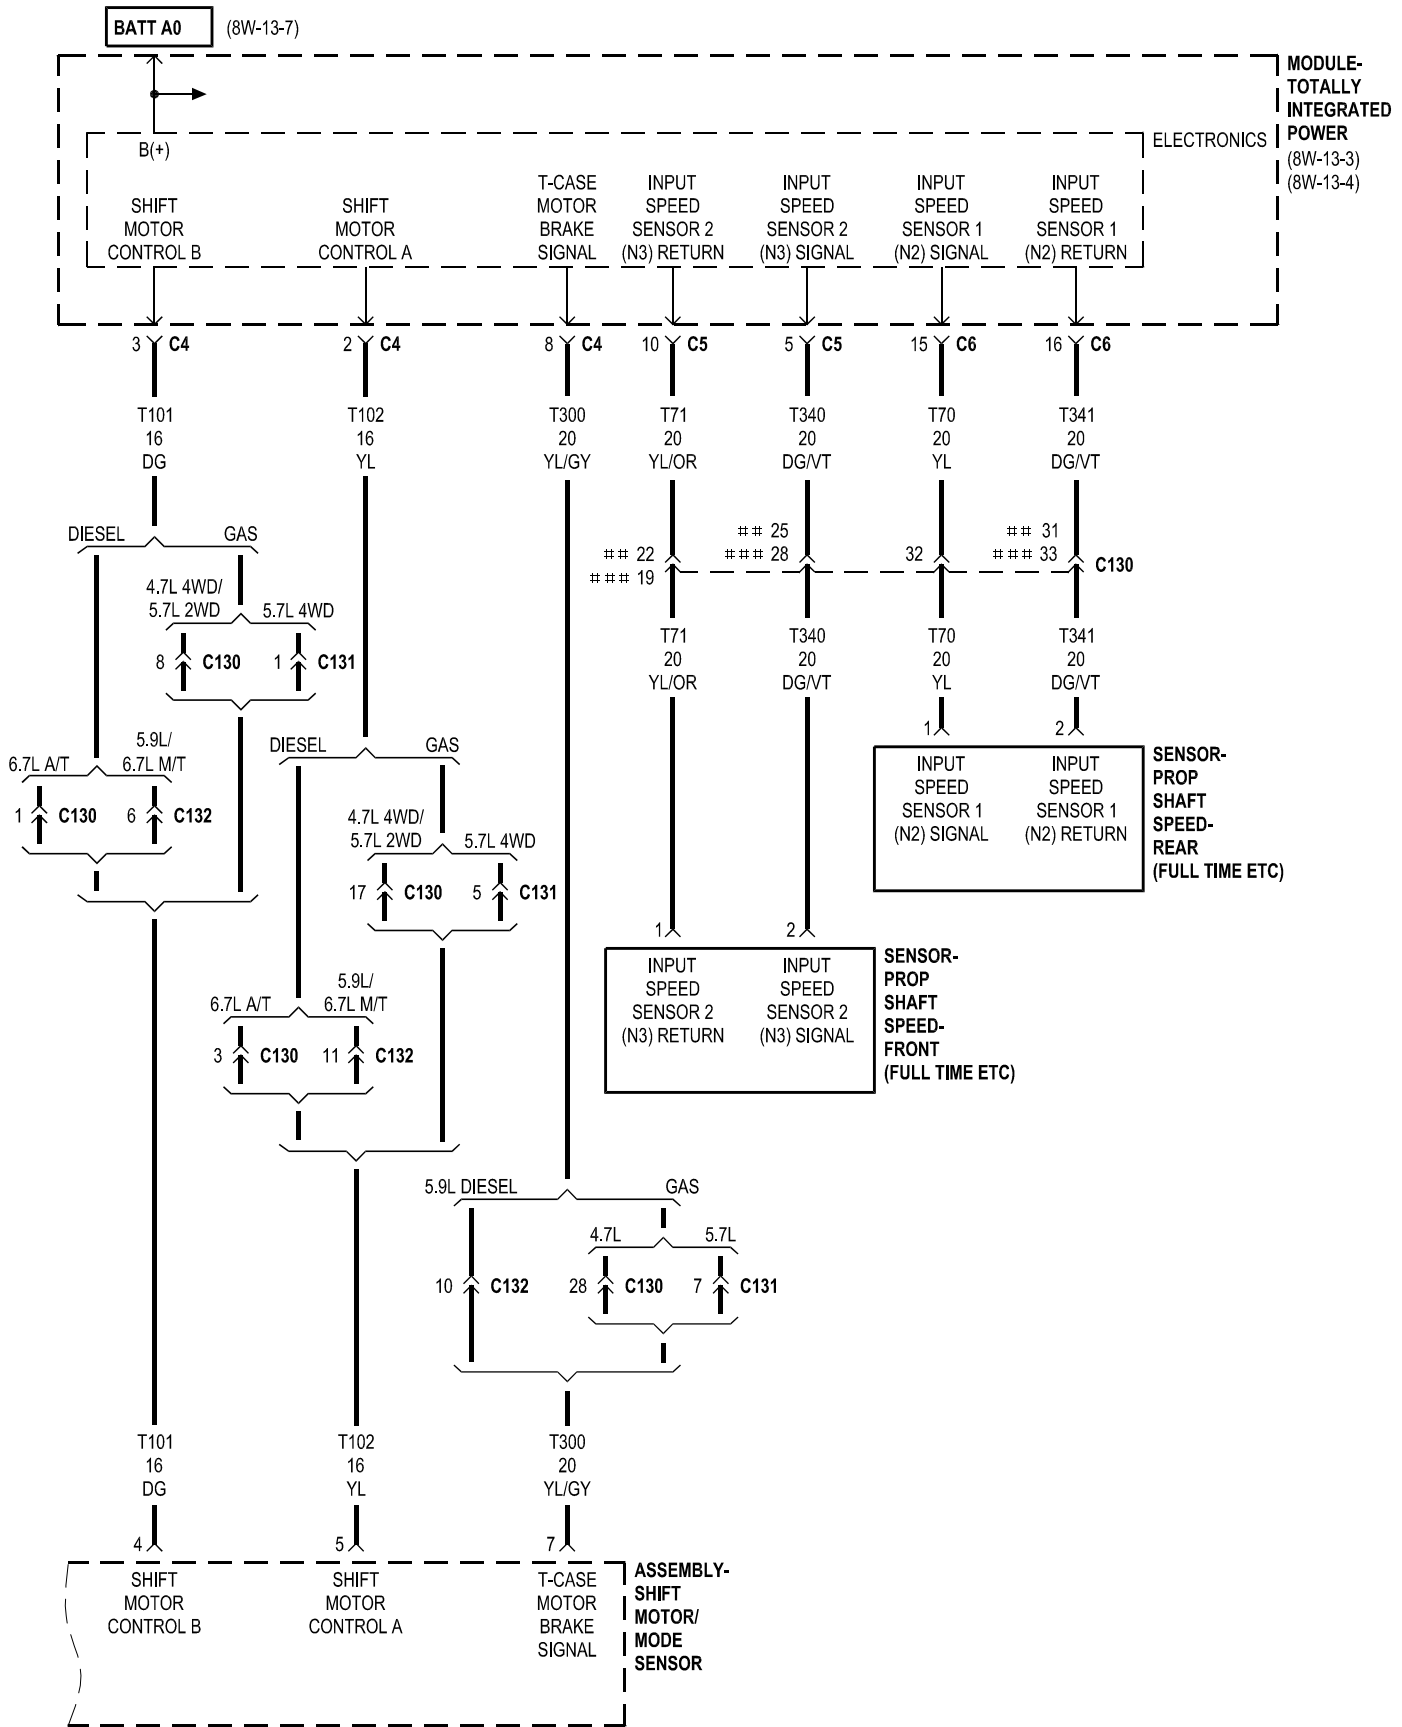 BATT A0 (8W-13-7)
MODULE-
TOTALLY
INTEGRATED
POWER
(8W-13-3)
(8W-13-4)
ELECTRONICS
B(+)
SHIFT
MOTOR
CONTROL B
SHIFT
MOTOR
CONTROL A
T-CASE
MOTOR
BRAKE
SIGNAL
INPUT
SPEED
SENSOR 2
(N3) RETURN
INPUT
SPEED
SENSOR 2
(N3) SIGNAL
INPUT
SPEED
SENSOR 1
(N2) SIGNAL
INPUT
SPEED
SENSOR 1
(N2) RETURN
3 C4
2 C4
8 C4
10 C5
5 C5
15 C6
16 C6
T101
16
DG
T102
16
YL
T300
20
YL/GY
T71
20
YL/OR
T340
20
DG/VT
T70
20
YL
T341
20
DG/VT
## 22
### 19
## 25
### 28
32
## 31
### 33
C130
T71
20
YL/OR
T340
20
DG/VT
T70
20
YL
T341
20
DG/VT
DIESEL GAS
4.7L 4WD/
5.7L 2WD
5.7L 4WD
8 C130
1 C131
6.7L A/T
5.9L/
6.7L M/T
1 C130
6 C132
DIESEL GAS
4.7L 4WD/
5.7L 2WD
5.7L 4WD
17 C130
5 C131
6.7L A/T
5.9L/
6.7L M/T
3 C130
11 C132
1
2
INPUT
SPEED
SENSOR 1
(N2) SIGNAL
INPUT
SPEED
SENSOR 1
(N2) RETURN
SENSOR-
PROP
SHAFT
SPEED-
REAR
(FULL TIME ETC)
1
2
INPUT
SPEED
SENSOR 2
(N3) RETURN
INPUT
SPEED
SENSOR 2
(N3) SIGNAL
SENSOR-
PROP
SHAFT
SPEED-
FRONT
(FULL TIME ETC)
5.9L DIESEL GAS
4.7L 5.7L
10 C132
28 C130
7 C131
T101
16
DG
T102
16
YL
T300
20
YL/GY
4
5
7
SHIFT
MOTOR
CONTROL B
SHIFT
MOTOR
CONTROL A
T-CASE
MOTOR
BRAKE
SIGNAL
ASSEMBLY-
SHIFT
MOTOR/
MODE
SENSOR